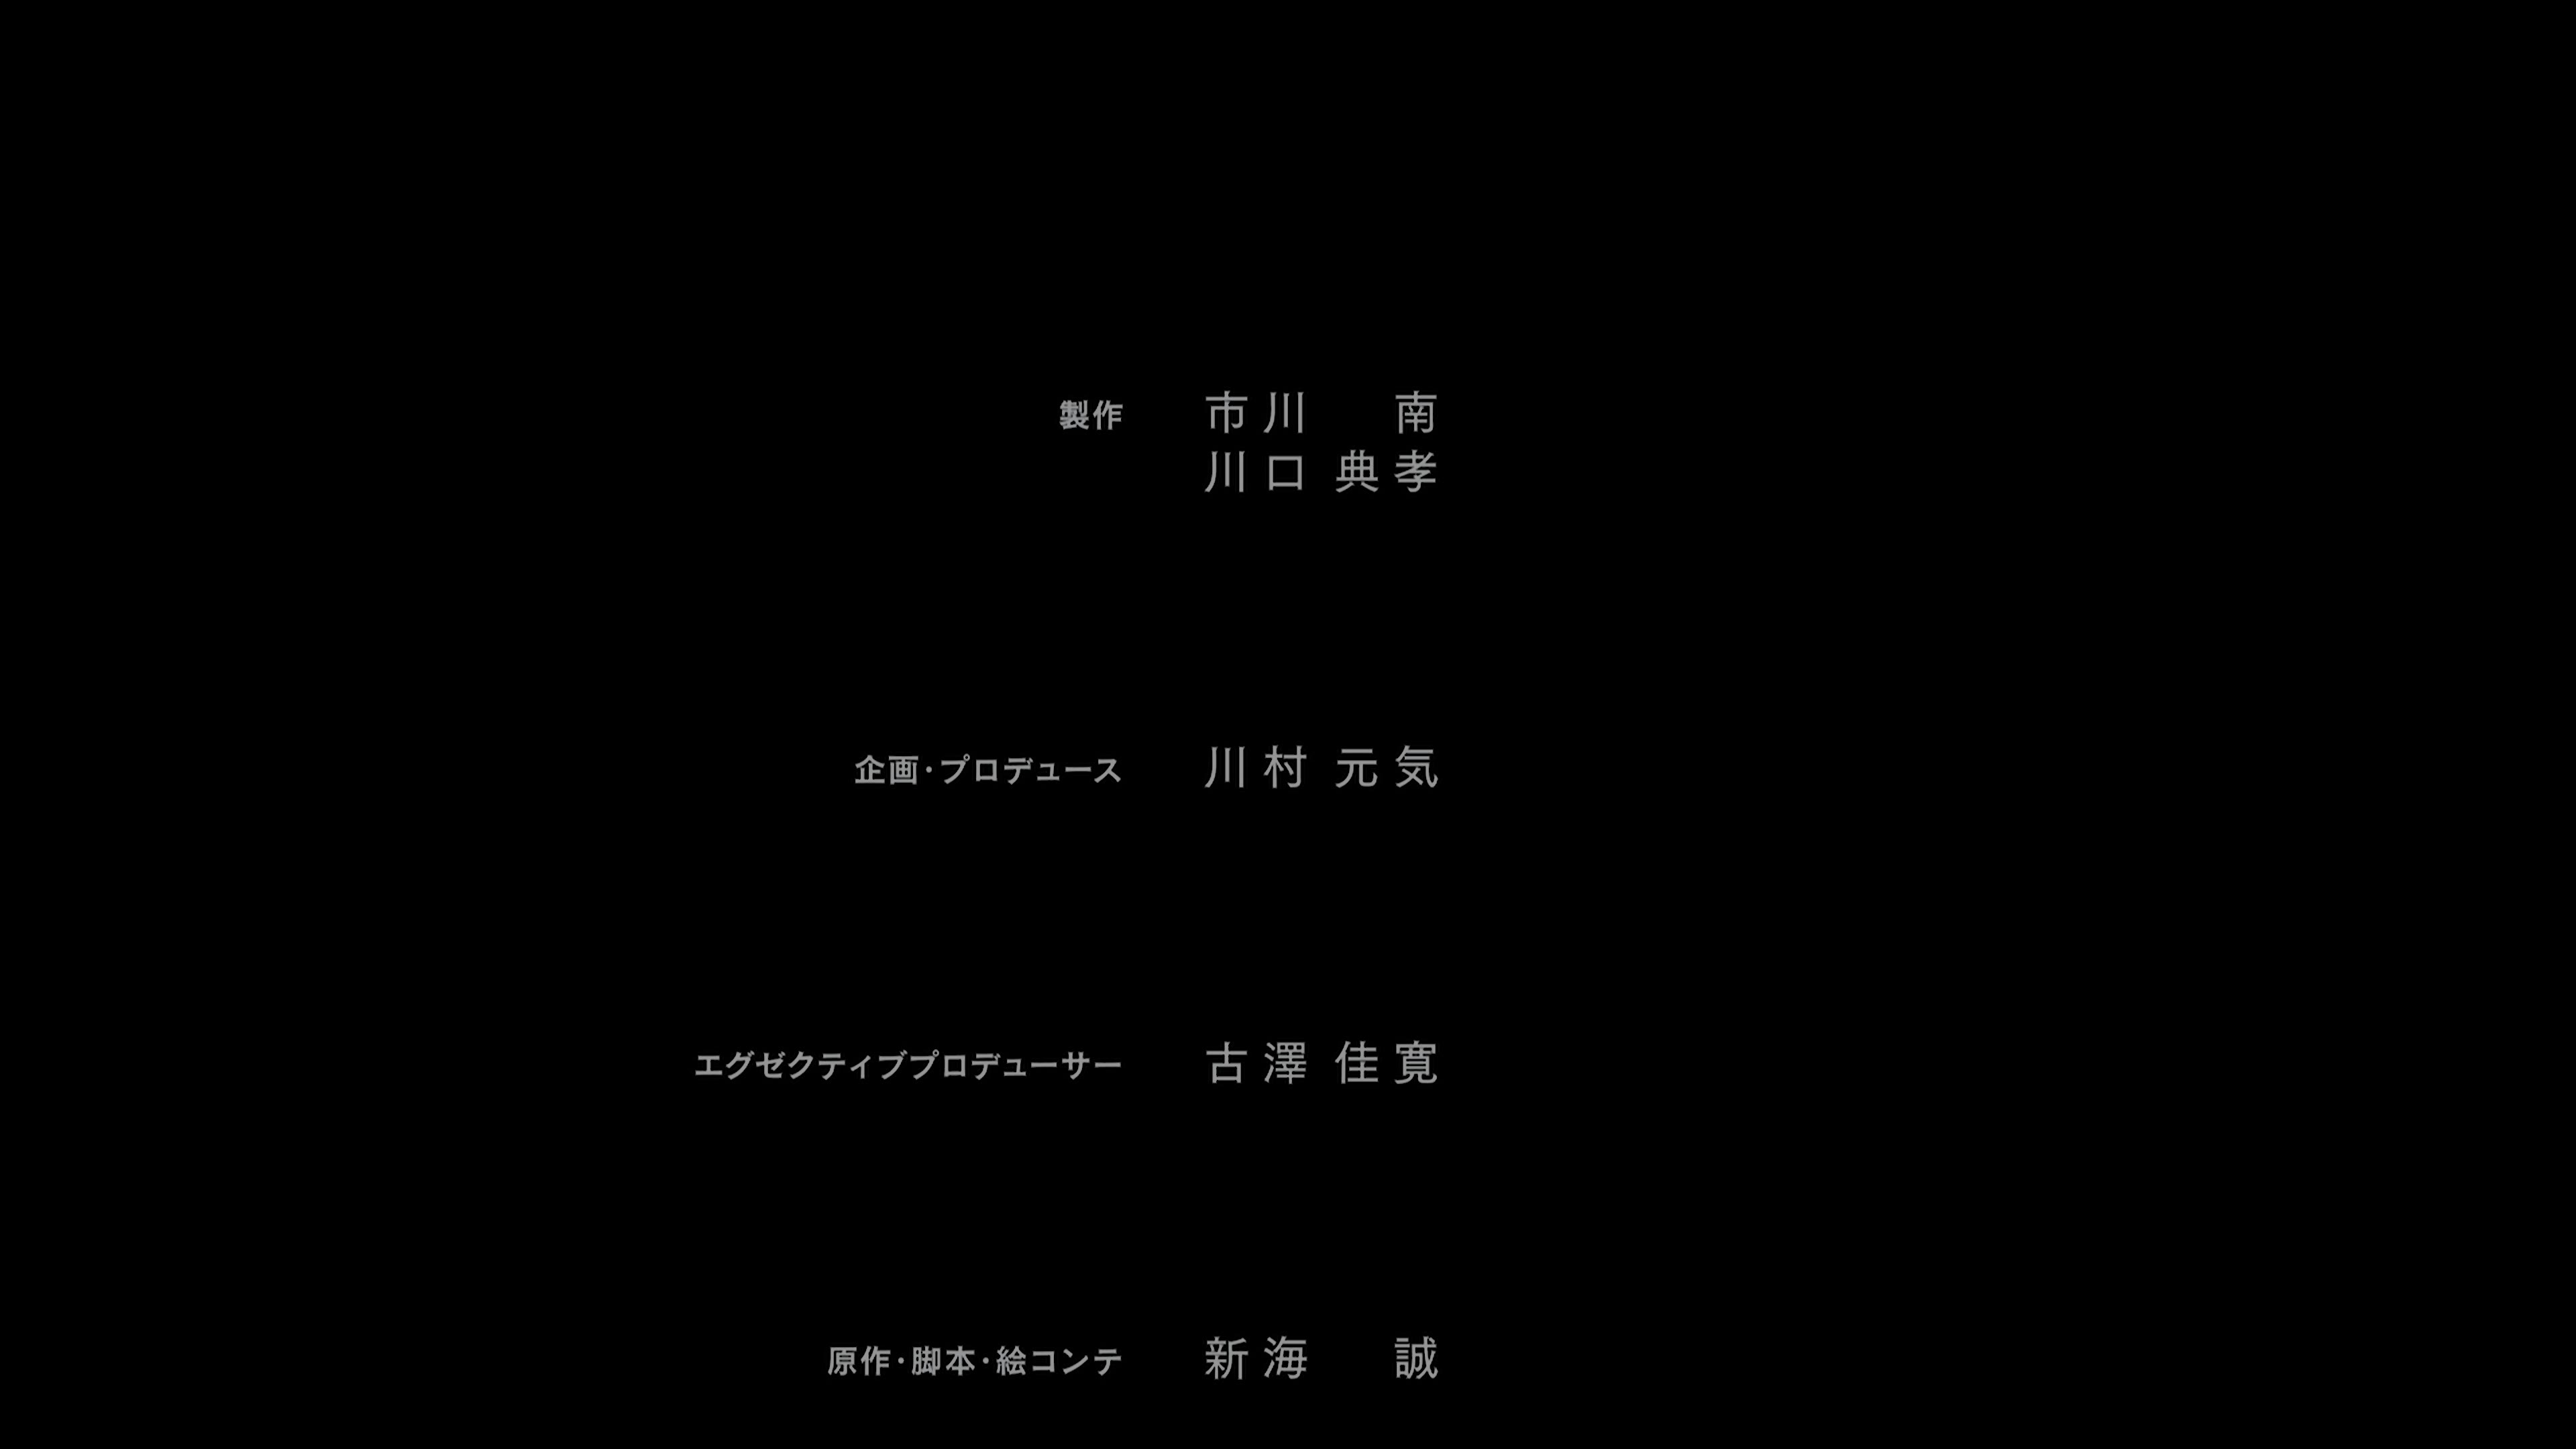 製作 市川 南
川口 典孝
企画・プロデュース 川村 元気
エグゼクティブプロデューサー 古澤 佳寛
原作・脚本・絵コンテ 新海 誠